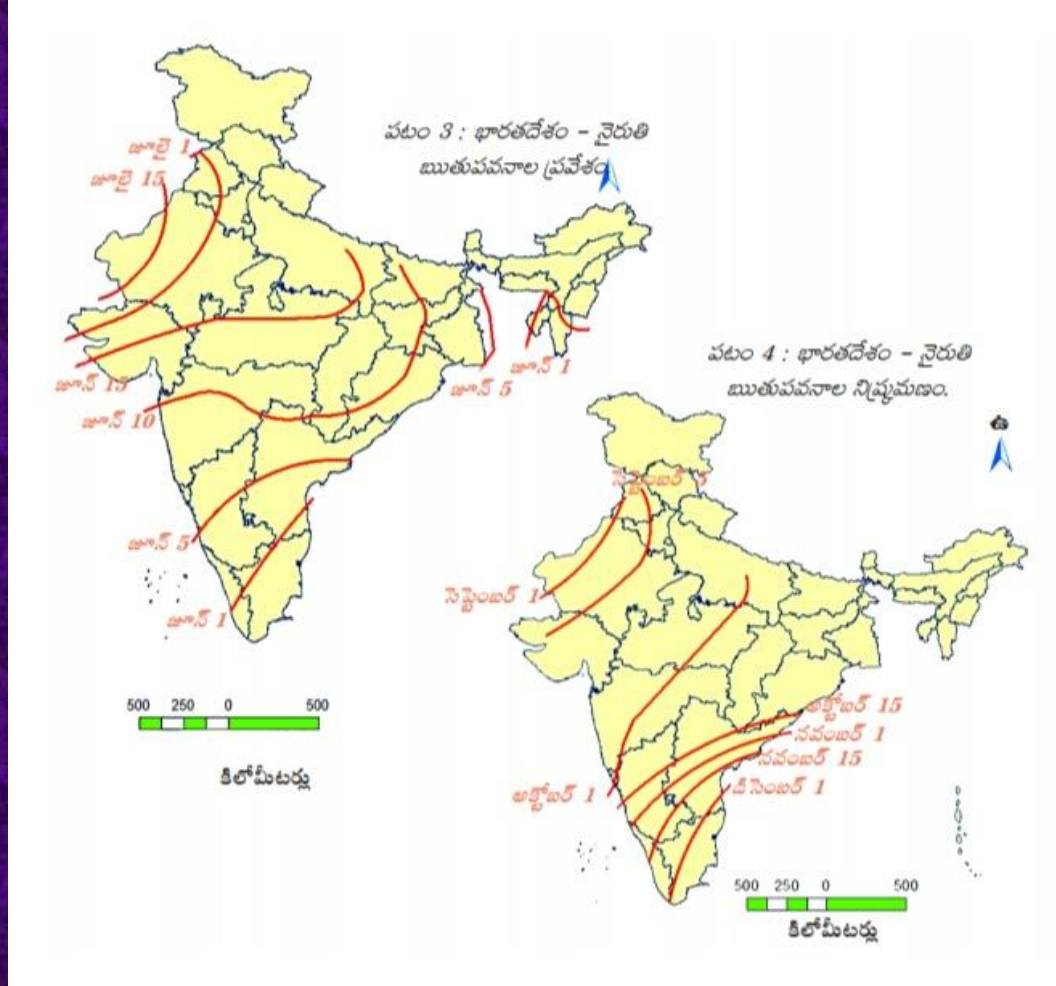 పటం 3 : భారతదేశం - నైరుతి
ఋతుపవనాల ప్రవేశం
జూలై 1
జూలై 15
జూన్ 15
జూన్ 10
జూన్ 5
జూన్ 1
జూన్ 5
జూన్ 1
500 250 0 500
కిలోమీటర్లు
పటం 4 : భారతదేశం - నైరుతి
ఋతుపవనాల నిష్క్రమణం.
ఉ
సెప్టెంబర్ 5
సెప్టెంబర్ 1
అక్టోబర్ 15
నవంబర్ 1
నవంబర్ 15
డిసెంబర్ 1
అక్టోబర్ 1
500 250 0 500
కిలోమీటర్లు